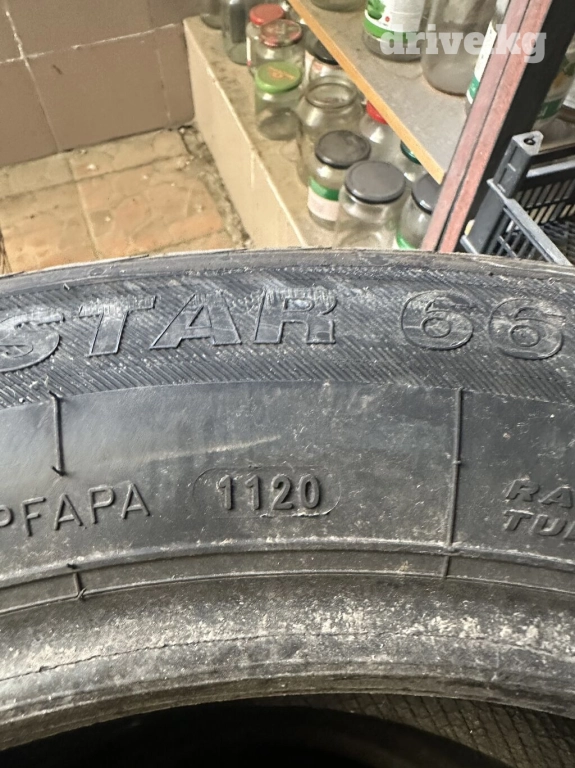 drive.kg
STAR 66
PFAPA 1120
RA
TU